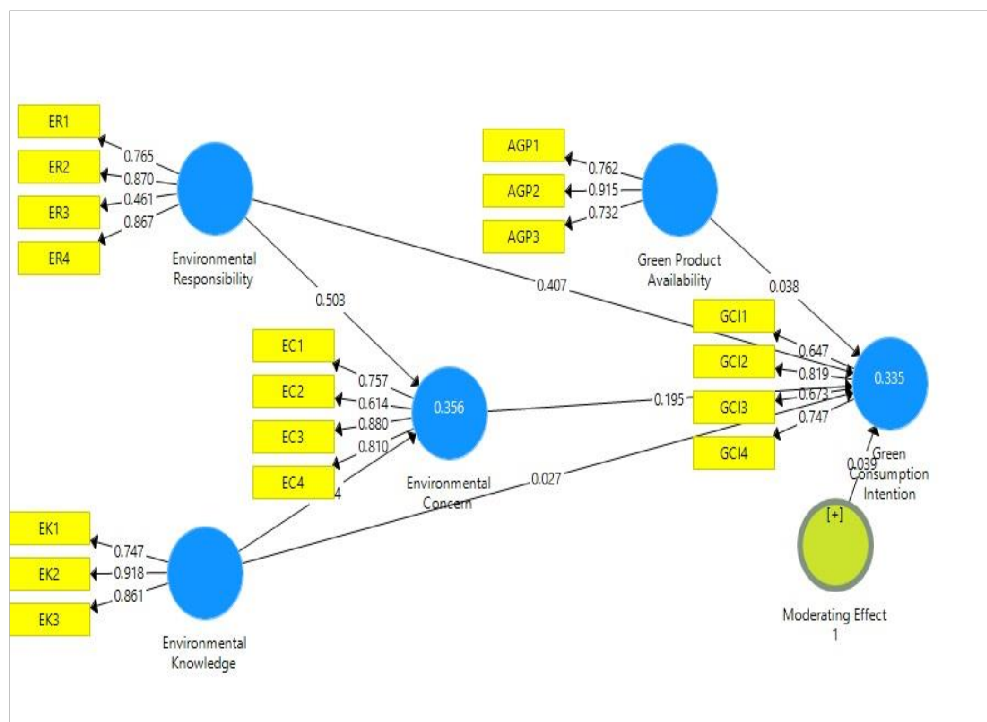 ER1
ER2
ER3
ER4
0.765
0.870
0.461
0.867
Environmental
Responsibility
AGP1
AGP2
AGP3
0.762
0.915
0.732
Green Product
Availability
0.503
0.407
0.038
EC1
EC2
EC3
EC4
0.757
0.614
0.880
0.810
0.356
Environmental
Concern
0.195
GCI1
GCI2
GCI3
GCI4
0.647
0.819
0.673
0.747
0.335
Green
Consumption
Intention
0.039
4
0.027
EK1
EK2
EK3
0.747
0.918
0.861
Environmental
Knowledge
[+]
Moderating Effect
1